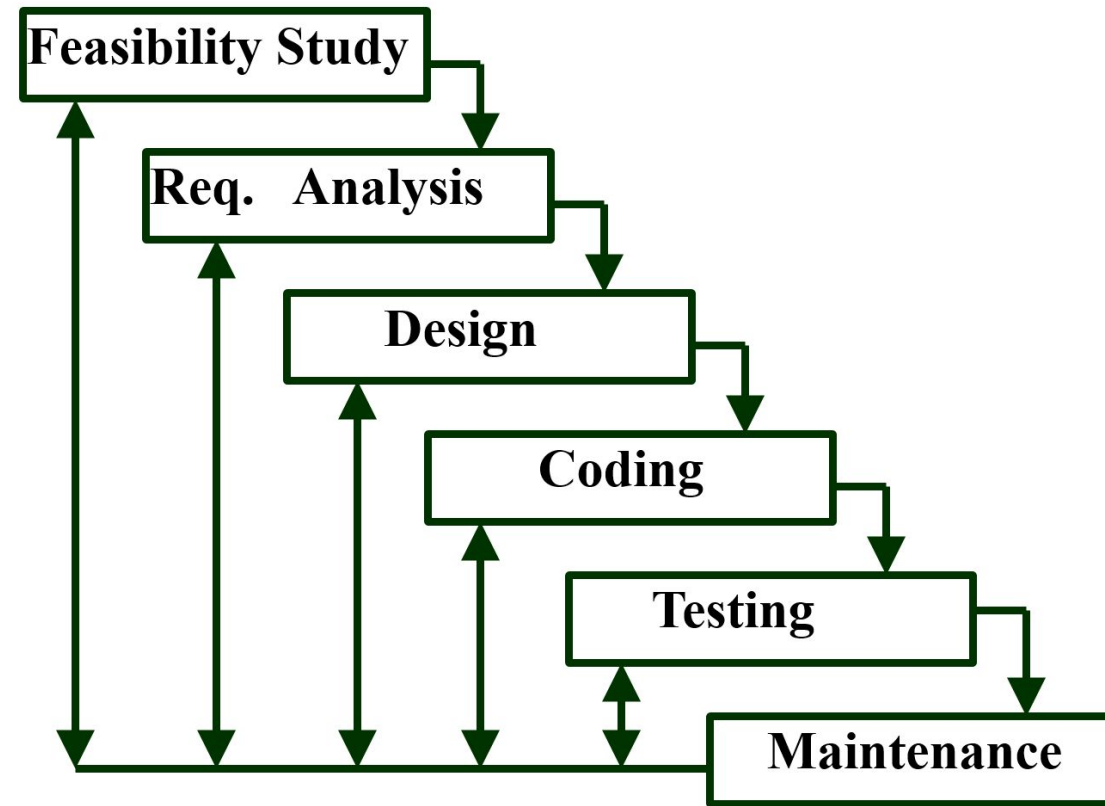 Feasibility Study
Req. Analysis
Design
Coding
Testing
Maintenance